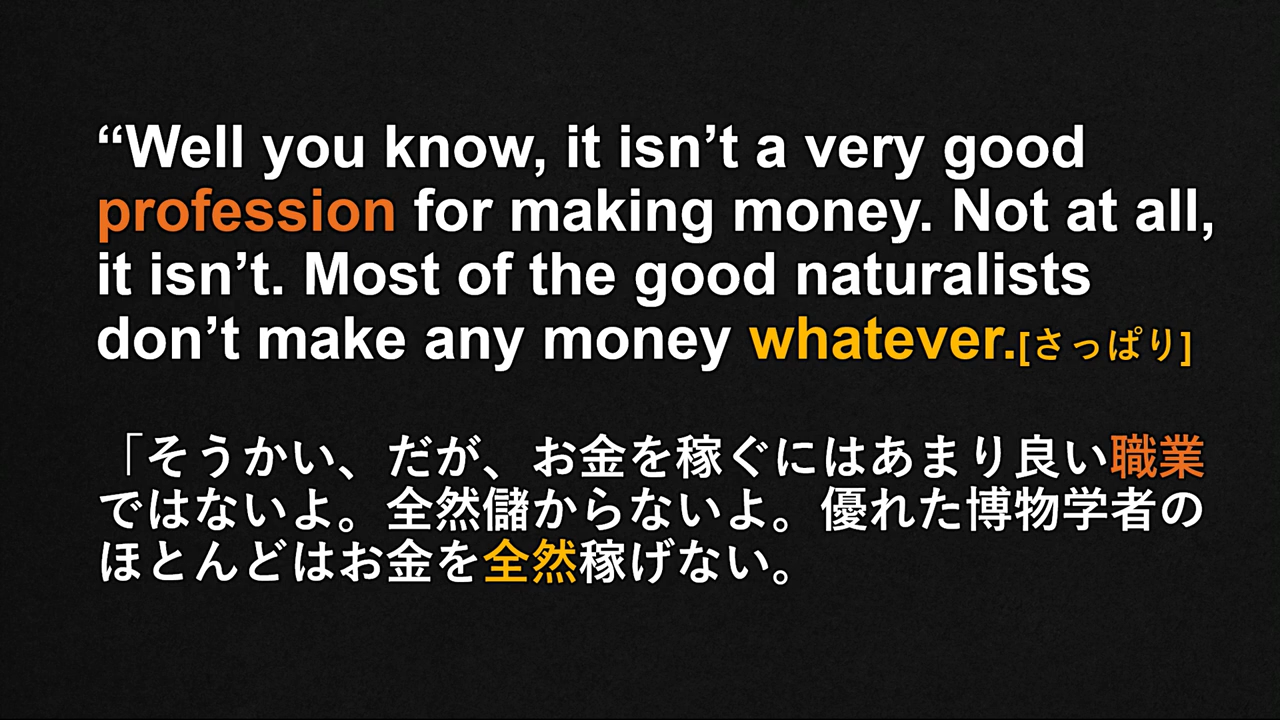 “Well you know, it isn’t a very good
profession for making money. Not at all,
it isn’t. Most of the good naturalists
don’t make any money whatever.[さっぱり]
「そうかい、だが、お金を稼ぐにはあまり良い職業
ではないよ。全然儲からないよ。優れた博物学者の
ほとんどはお金を全然稼げない。